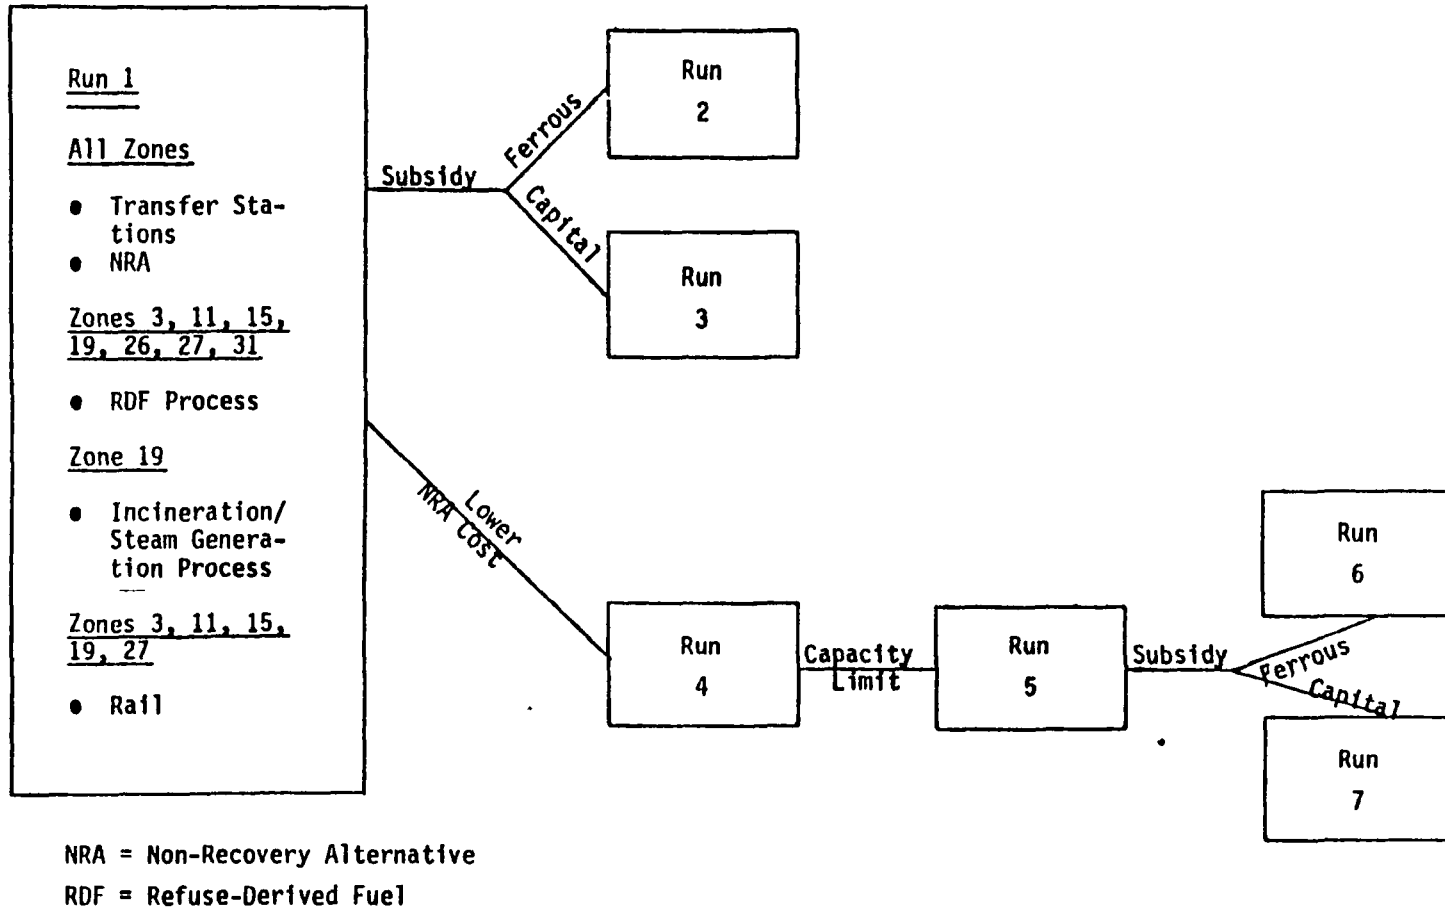 Run 1
All Zones
● Transfer Sta-
tions
● NRA
Zones 3, 11, 15,
19, 26, 27, 31
● RDF Process
Zone 19
● Incineration/
Steam Genera-
tion Process
Zones 3, 11, 15,
19, 27
● Rail
Subsidy
Ferrous
Capital
Run
2
Run
3
Lower
NRA Cost
Run
4
Capacity
Limit
Run
5
Subsidy
Ferrous
Capital
Run
6
Run
7
NRA = Non-Recovery Alternative
RDF = Refuse-Derived Fuel